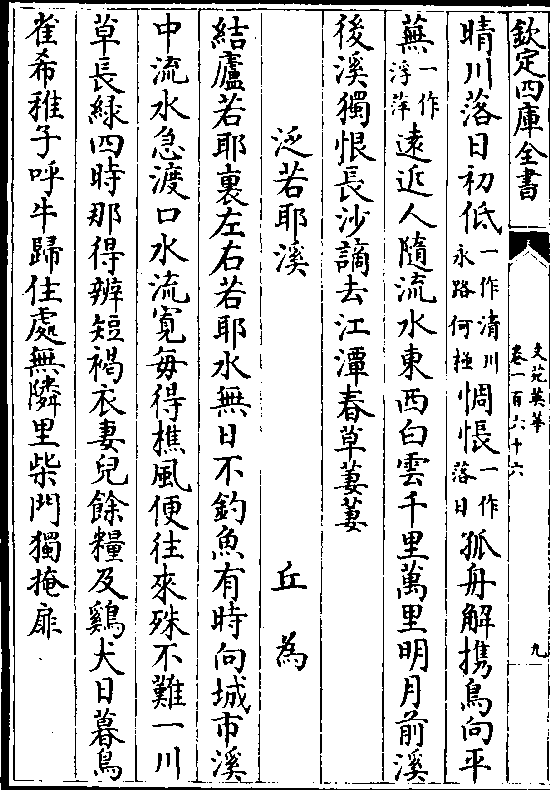 欽定四庫全書
文苑英華
卷一百六十六
九
晴川落日初低一作清川永路何極惆悵一作落日孤舟解携鳥向平
蕪一作浮萍遠近人隨流水東西白雲千里萬里明月前溪
後溪獨恨長沙謫去江潭春草萋萋
泛若耶溪
丘為
結廬若耶裏左右若耶水無日不釣魚有時向城市溪
中流水急渡口水流寛每得樵風便往來殊不難一川
草長緑四時那得辨短褐衣妻兒餘糧及鷄犬日暮鳥
雀希稚子呼牛歸住處無隣里柴門獨掩扉